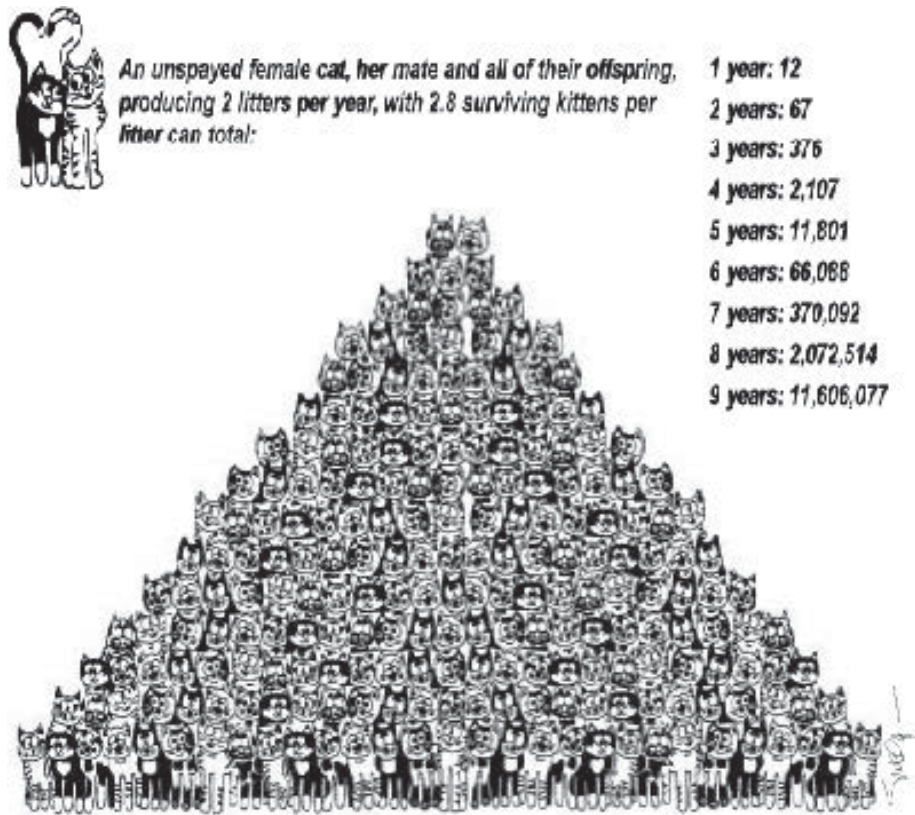 An unspayed female cat, her mate and all of their offspring,
producing 2 litters per year, with 2.8 surviving kittens per
litter can total:
1 year: 12
2 years: 67
3 years: 376
4 years: 2,107
5 years: 11,801
6 years: 66,088
7 years: 370,092
8 years: 2,072,514
9 years: 11,606,077